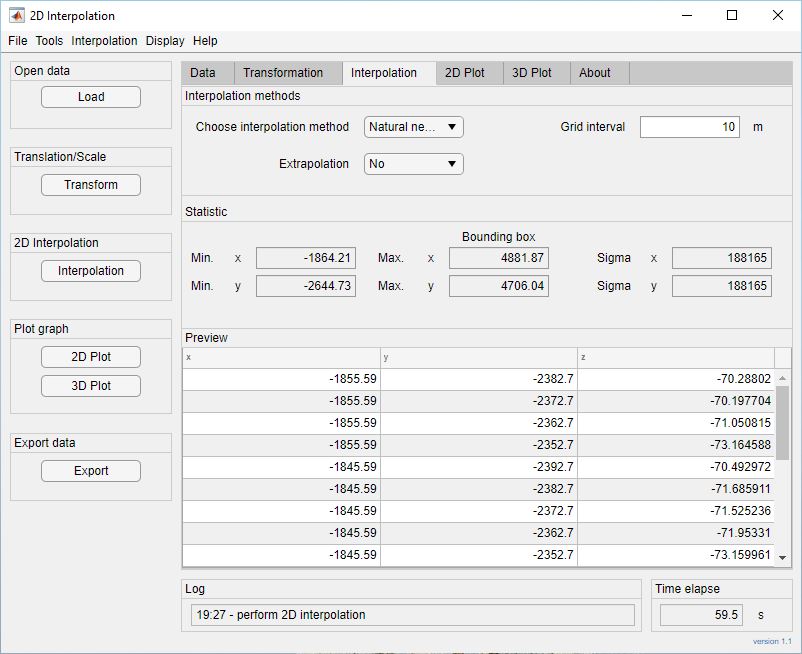 2D Interpolation
File Tools Interpolation Display Help
Open data
Load
Translation/Scale
Transform
2D Interpolation
Interpolation
Plot graph
2D Plot
3D Plot
Export data
Export
Data Transformation Interpolation 2D Plot 3D Plot About
Interpolation methods
Choose interpolation method Natural ne... Grid interval 10 m
Extrapolation No
Statistic
Bounding box
Min. x -1864.21 Max. x 4881.87 Sigma x 188165
Min. y -2644.73 Max. y 4706.04 Sigma y 188165
Preview
x y z
-1855.59 -2382.7 -70.28802
-1855.59 -2372.7 -70.197704
-1855.59 -2362.7 -71.050815
-1855.59 -2352.7 -73.164588
-1845.59 -2392.7 -70.492972
-1845.59 -2382.7 -71.685911
-1845.59 -2372.7 -71.525236
-1845.59 -2362.7 -71.95331
-1845.59 -2352.7 -73.159961
Log
19:27 - perform 2D interpolation
Time elapse
59.5 s
version 1.1